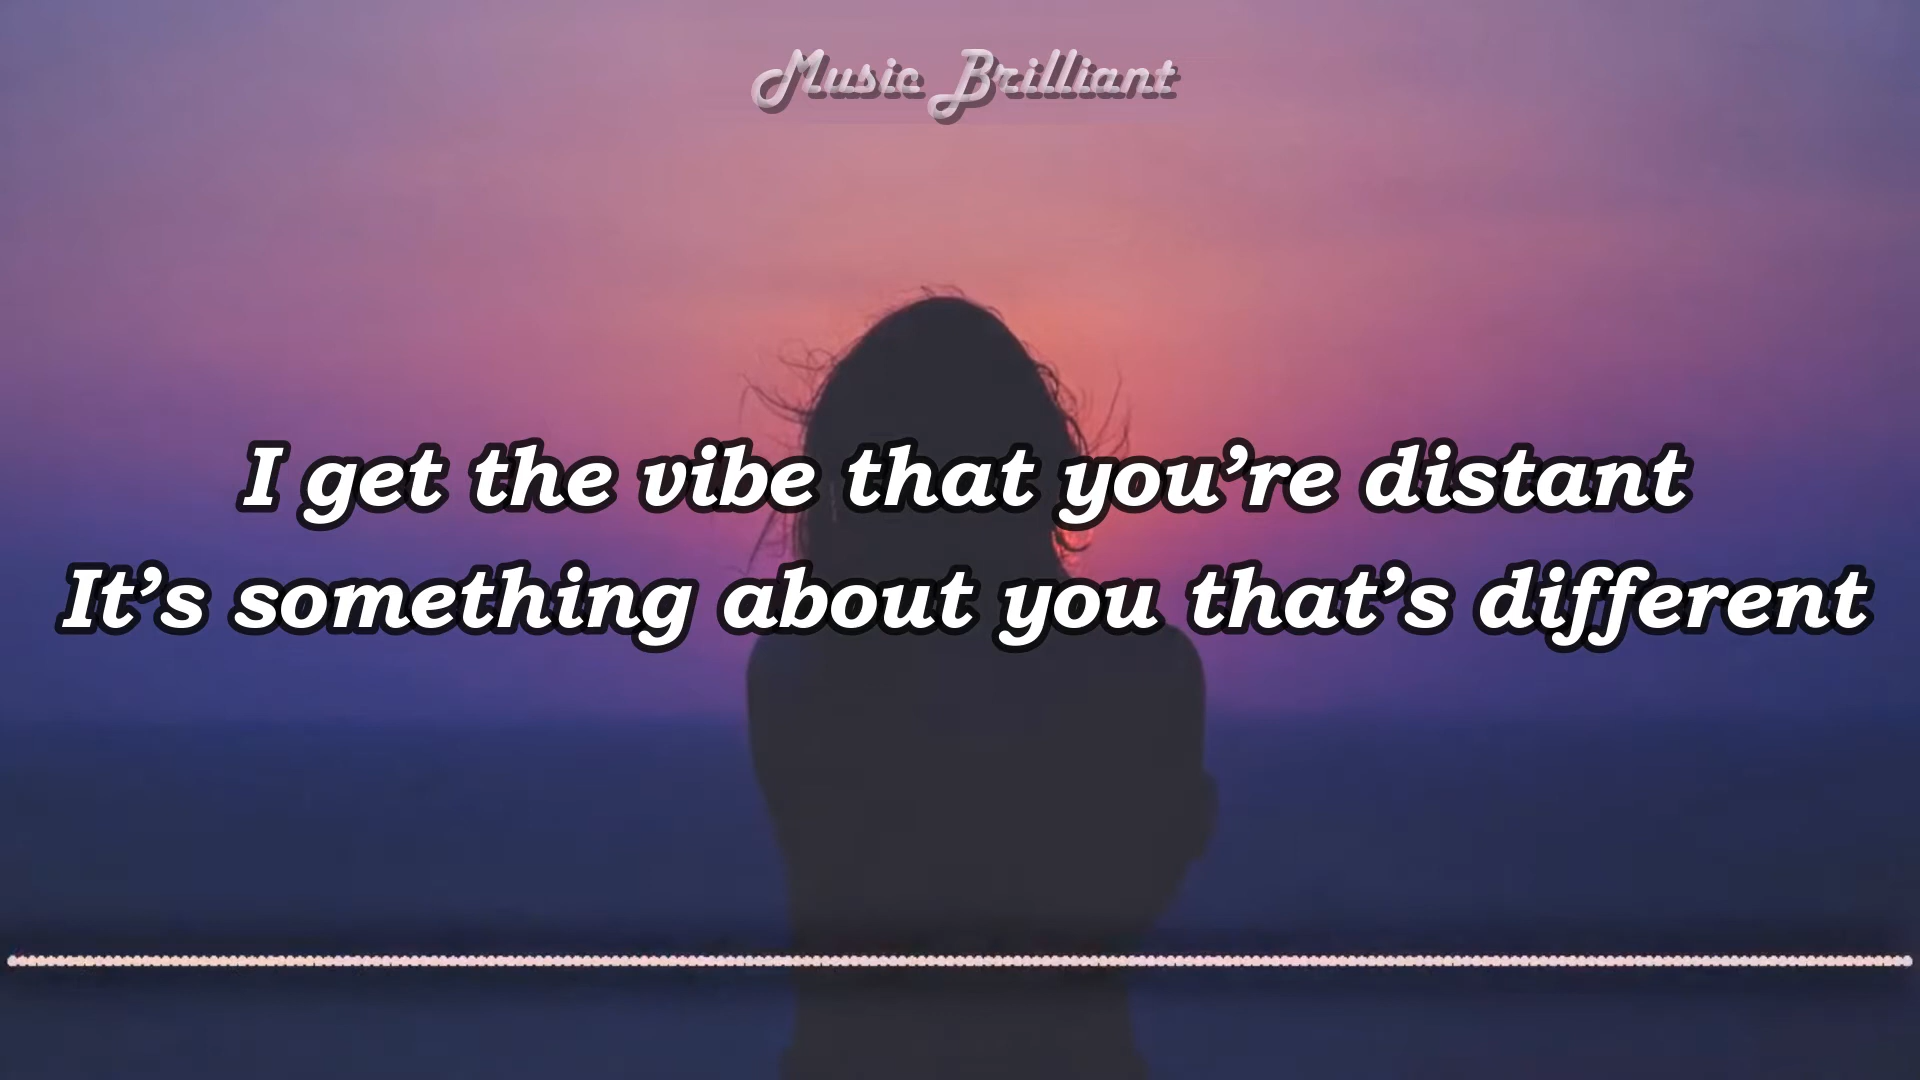 Music Brilliant
I get the vibe that you’re distant
It’s something about you that’s different